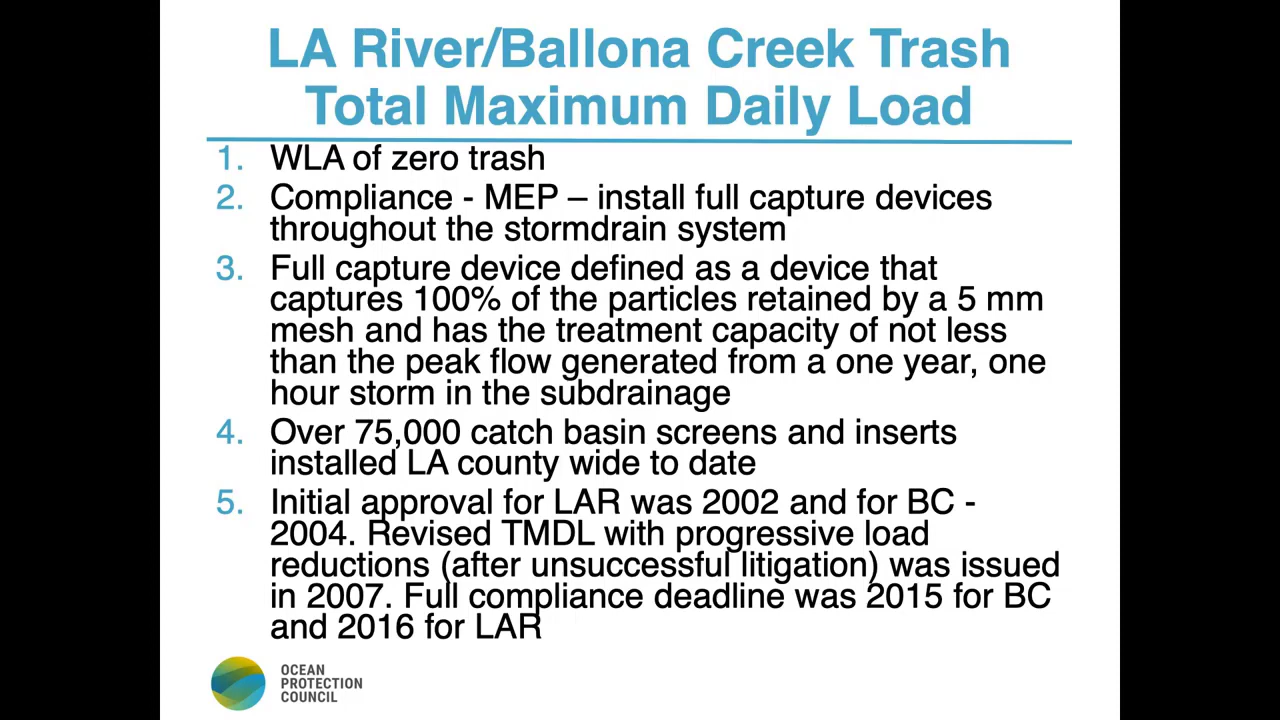 LA River/Ballona Creek Trash
Total Maximum Daily Load
1. WLA of zero trash
2. Compliance - MEP – install full capture devices
throughout the stormdrain system
3. Full capture device defined as a device that
captures 100% of the particles retained by a 5 mm
mesh and has the treatment capacity of not less
than the peak flow generated from a one year, one
hour storm in the subdrainage
4. Over 75,000 catch basin screens and inserts
installed LA county wide to date
5. Initial approval for LAR was 2002 and for BC -
2004. Revised TMDL with progressive load
reductions (after unsuccessful litigation) was issued
in 2007. Full compliance deadline was 2015 for BC
and 2016 for LAR
OCEAN
PROTECTION
COUNCIL